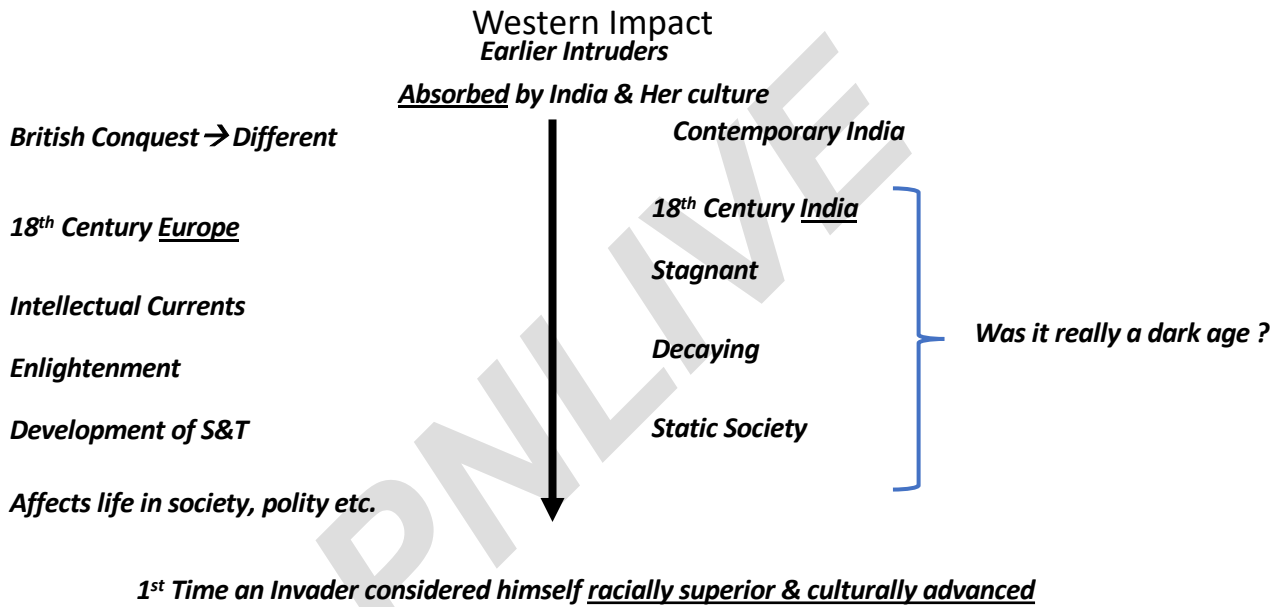 Western Impact
Earlier Intruders
Absorbed by India & Her culture
British Conquest → Different
18th Century Europe
Intellectual Currents
Enlightenment
Development of S&T
Affects life in society, polity etc.
Contemporary India
18th Century India
Stagnant
Decaying
Static Society
Was it really a dark age ?
1st Time an Invader considered himself racially superior & culturally advanced
PNLIVE